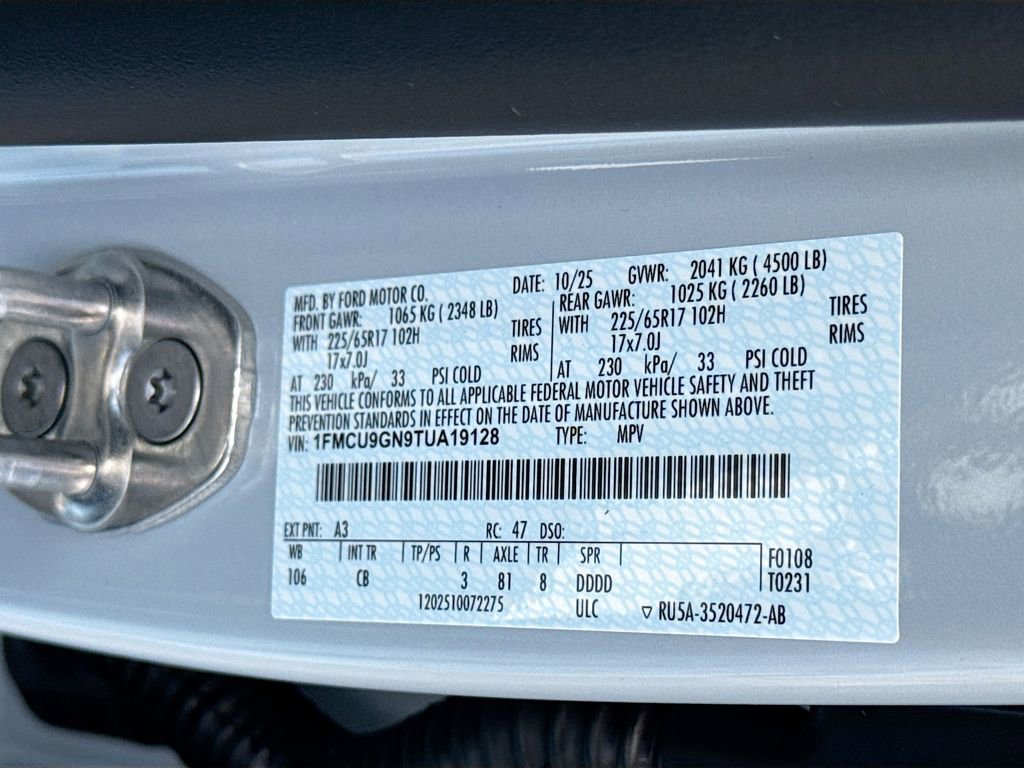 MFD. BY FORD MOTOR CO. DATE: 10/25 GVWR: 2041 KG ( 4500 LB)
FRONT GAWR: 1065 KG ( 2348 LB) REAR GAWR: 1025 KG ( 2260 LB)
WITH 225/65R17 102H TIRES WITH 225/65R17 102H TIRES
17x7.0J RIMS 17x7.0J RIMS
AT 230 kPa/ 33 PSI COLD AT 230 kPa/ 33 PSI COLD
THIS VEHICLE CONFORMS TO ALL APPLICABLE FEDERAL MOTOR VEHICLE SAFETY AND THEFT
PREVENTION STANDARDS IN EFFECT ON THE DATE OF MANUFACTURE SHOWN ABOVE.
VIN: 1FMCU9GN9TUA19128 TYPE: MPV
EXT PNT: A3 RC: 47 DSO:
WB INT TR TP/PS R AXLE TR SPR F0108
106 CB 3 81 8 DDDD T0231
1202510072275 ULC ▽ RU5A-3520472-AB